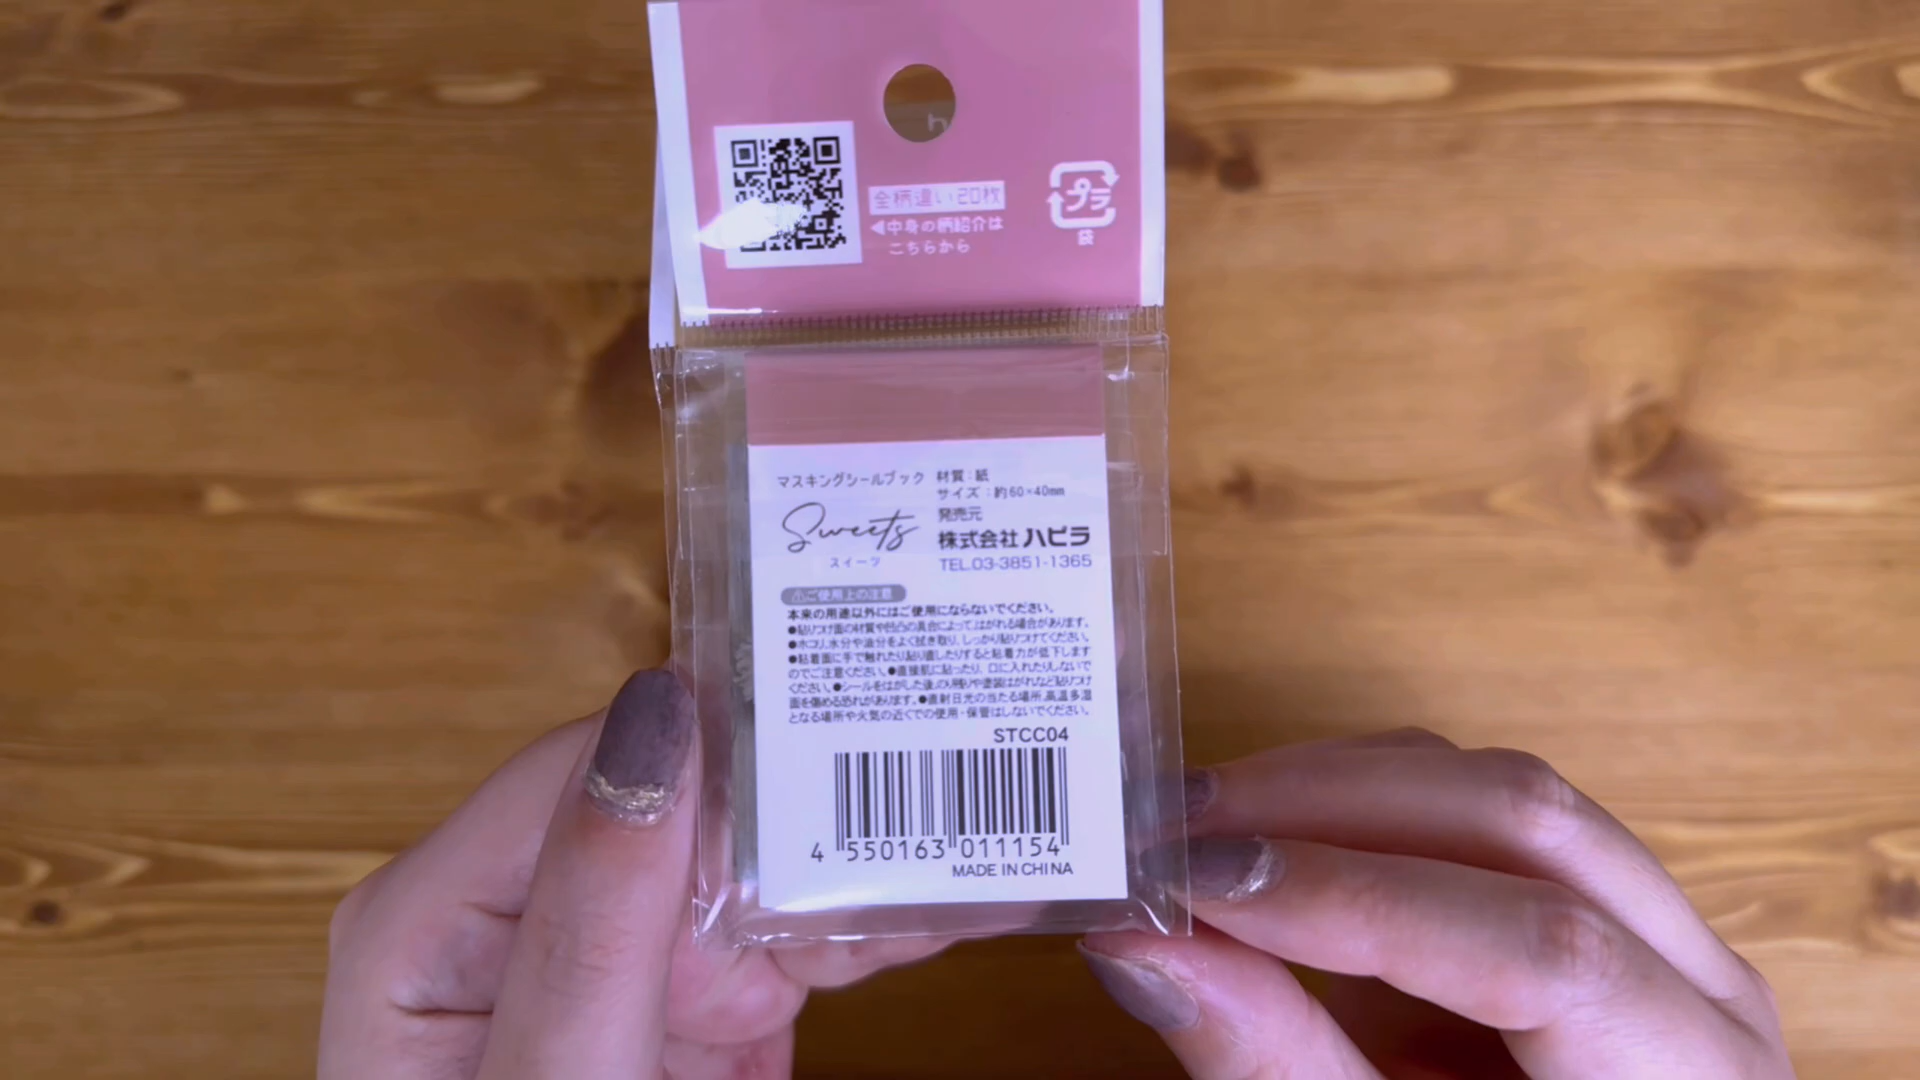 全柄違い20枚
◀中身の柄紹介は
こちらから
プラ
袋
マスキングシールブック
Sweets
スイーツ
材質：紙
サイズ：約60×40mm
発売元
株式会社ハピラ
TEL.03-3851-1365
⚠ご使用上の注意
本来の用途以外にはご使用にならないでください。
●貼りつけ面の材質や凹凸の具合によって、はがれる場合があります。
●ホコリ、水分や油分をよく拭き取り、しっかり貼りつけてください。
●粘着面に手で触れたり貼り直したりすると粘着力が低下します
のでご注意ください。●直接肌に貼ったり、口に入れたりしないで
ください。●シールをはがした後、のり残りや塗装はがれなど貼りつけ
面を傷める恐れがあります。●直射日光の当たる場所、高温多湿
となる場所や火気の近くでの使用・保管はしないでください。
STCC04
4 550163 011154
MADE IN CHINA